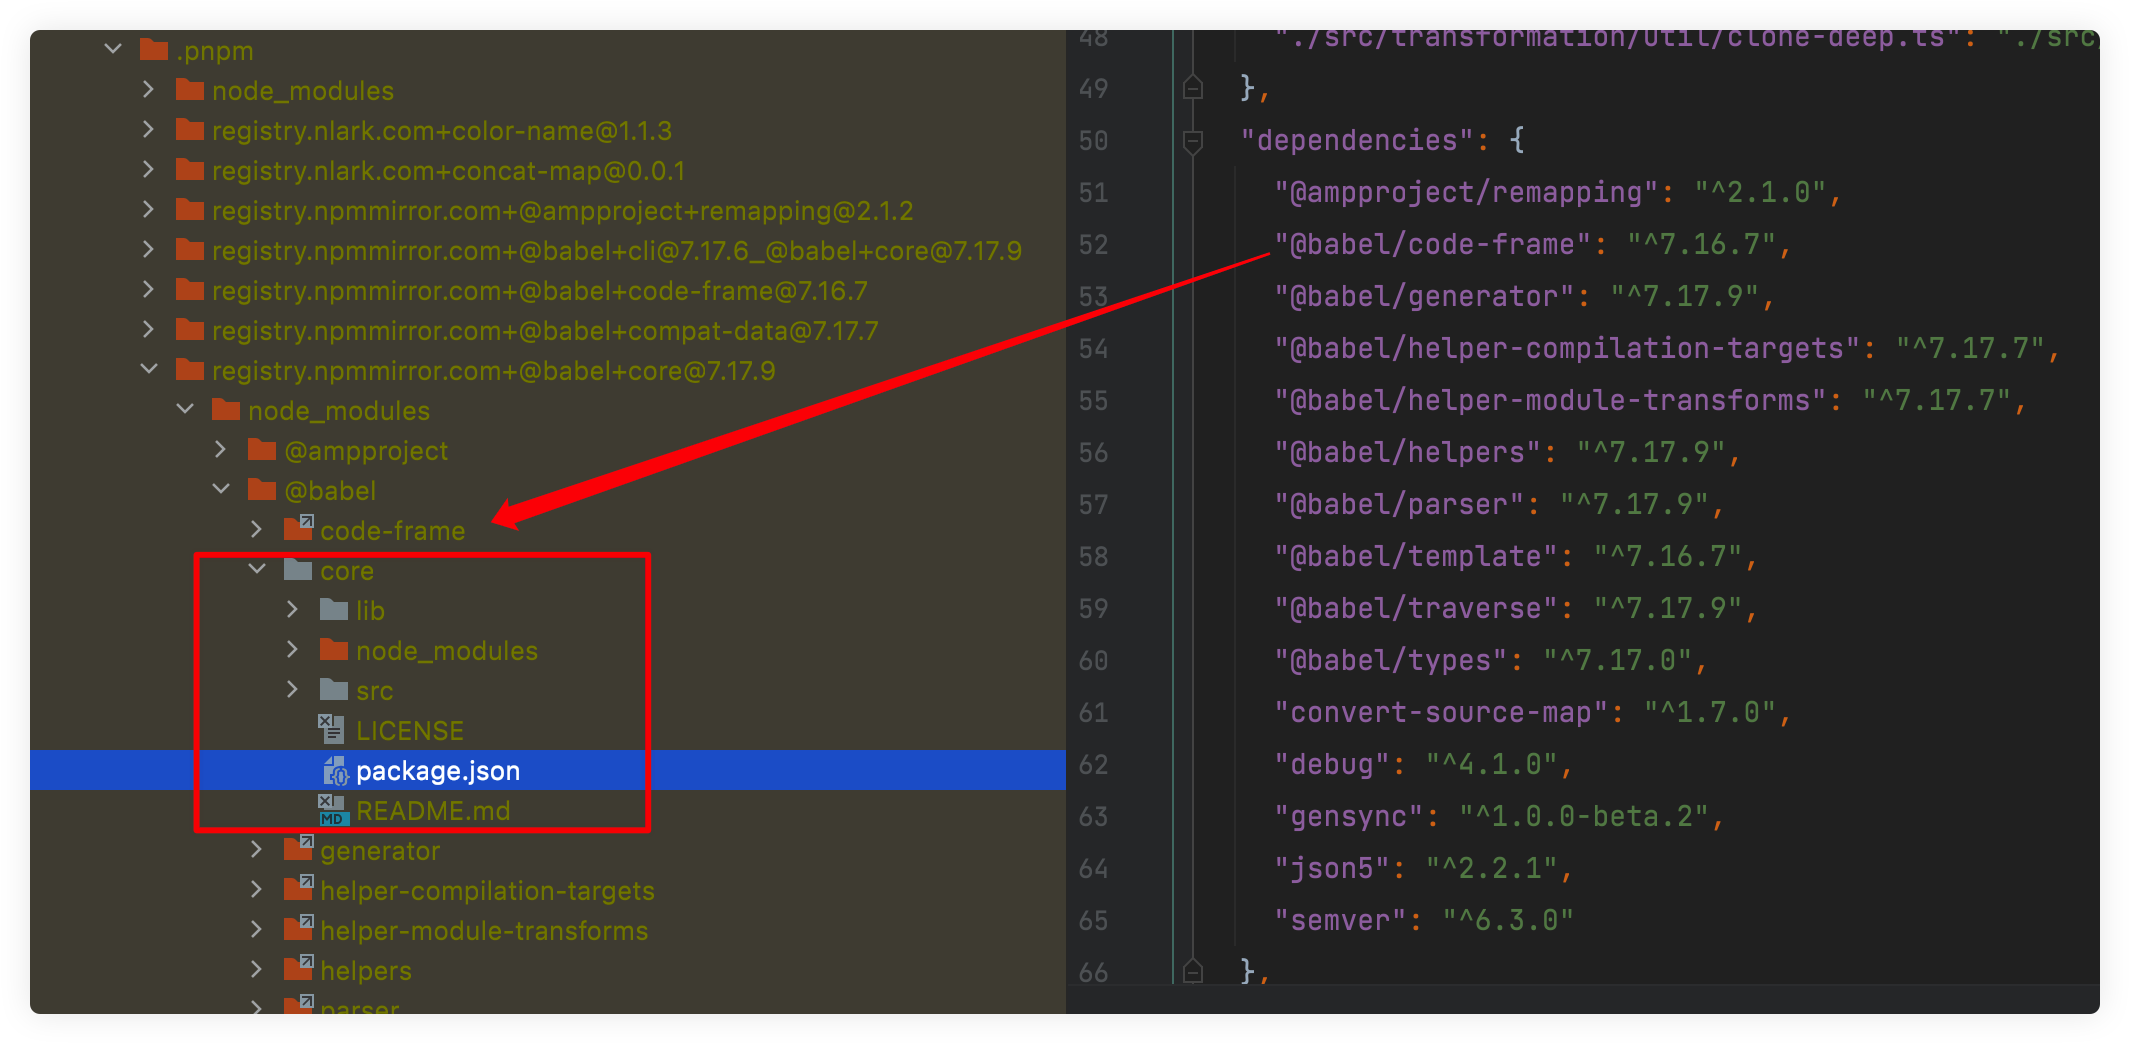 .pnpm
node_modules
registry.nlark.com+color-name@1.1.3
registry.nlark.com+concat-map@0.0.1
registry.npmmirror.com+@ampproject+remapping@2.1.2
registry.npmmirror.com+@babel+cli@7.17.6_@babel+core@7.17.9
registry.npmmirror.com+@babel+code-frame@7.16.7
registry.npmmirror.com+@babel+compat-data@7.17.7
registry.npmmirror.com+@babel+core@7.17.9
node_modules
@ampproject
@babel
code-frame
core
lib
node_modules
src
LICENSE
package.json
MD README.md
generator
helper-compilation-targets
helper-module-transforms
helpers
parser
48 "./src/transformation/util/clone-deep.ts": "./src/
49 },
50 "dependencies": {
51 "@ampproject/remapping": "^2.1.0",
52 "@babel/code-frame": "^7.16.7",
53 "@babel/generator": "^7.17.9",
54 "@babel/helper-compilation-targets": "^7.17.7",
55 "@babel/helper-module-transforms": "^7.17.7",
56 "@babel/helpers": "^7.17.9",
57 "@babel/parser": "^7.17.9",
58 "@babel/template": "^7.16.7",
59 "@babel/traverse": "^7.17.9",
60 "@babel/types": "^7.17.0",
61 "convert-source-map": "^1.7.0",
62 "debug": "^4.1.0",
63 "gensync": "^1.0.0-beta.2",
64 "json5": "^2.2.1",
65 "semver": "^6.3.0"
66 },